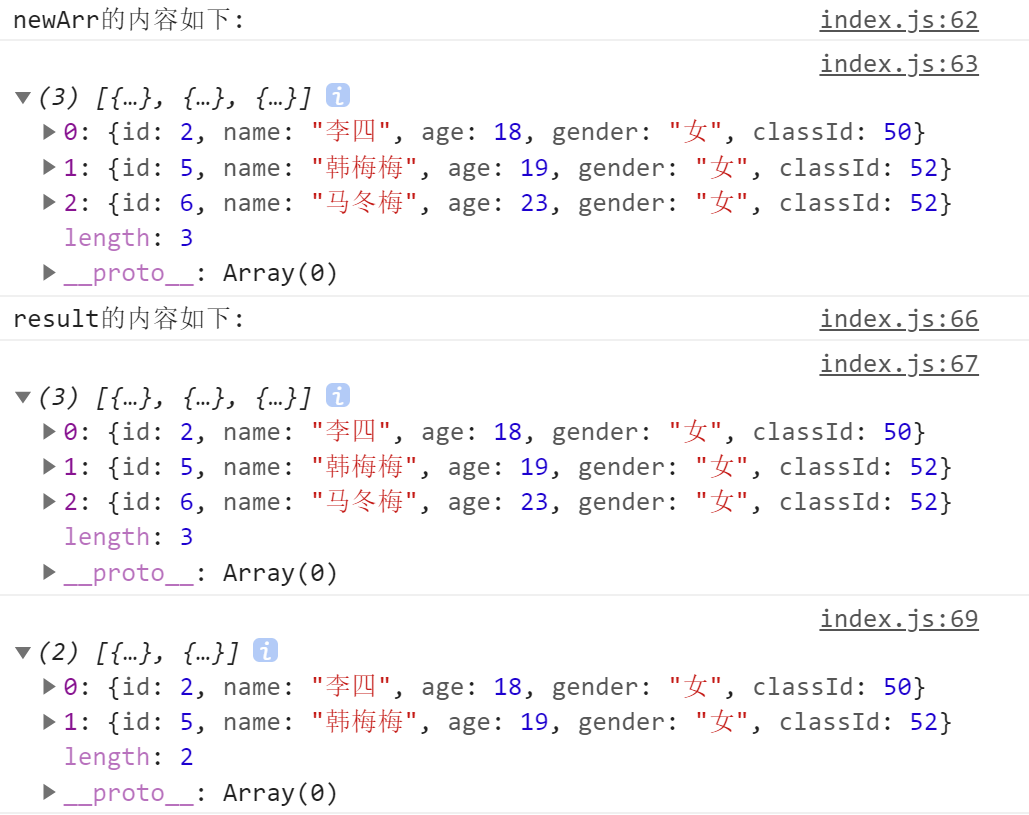 newArr的内容如下: index.js:62
index.js:63
▼(3) [{…}, {…}, {…}] i
▶0: {id: 2, name: "李四", age: 18, gender: "女", classId: 50}
▶1: {id: 5, name: "韩梅梅", age: 19, gender: "女", classId: 52}
▶2: {id: 6, name: "马冬梅", age: 23, gender: "女", classId: 52}
length: 3
▶__proto__: Array(0)
result的内容如下: index.js:66
index.js:67
▼(3) [{…}, {…}, {…}] i
▶0: {id: 2, name: "李四", age: 18, gender: "女", classId: 50}
▶1: {id: 5, name: "韩梅梅", age: 19, gender: "女", classId: 52}
▶2: {id: 6, name: "马冬梅", age: 23, gender: "女", classId: 52}
length: 3
▶__proto__: Array(0)
index.js:69
▼(2) [{…}, {…}] i
▶0: {id: 2, name: "李四", age: 18, gender: "女", classId: 50}
▶1: {id: 5, name: "韩梅梅", age: 19, gender: "女", classId: 52}
length: 2
▶__proto__: Array(0)